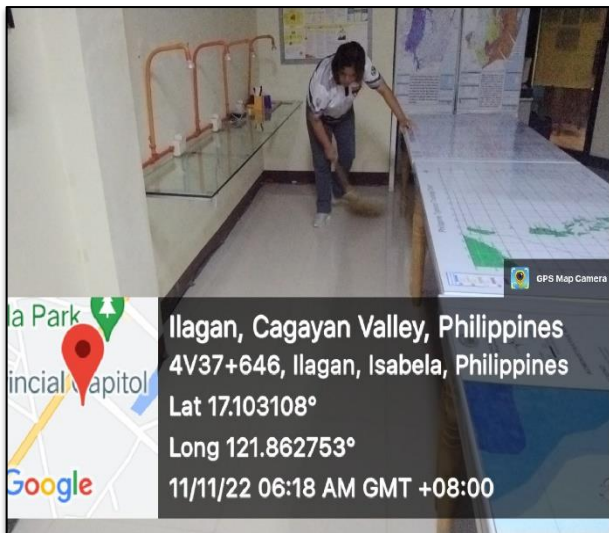 GPS Map Camera
la Park
incial Capitol
Google
Ilagan, Cagayan Valley, Philippines
4V37+646, Ilagan, Isabela, Philippines
Lat 17.103108°
Long 121.862753°
11/11/22 06:18 AM GMT +08:00